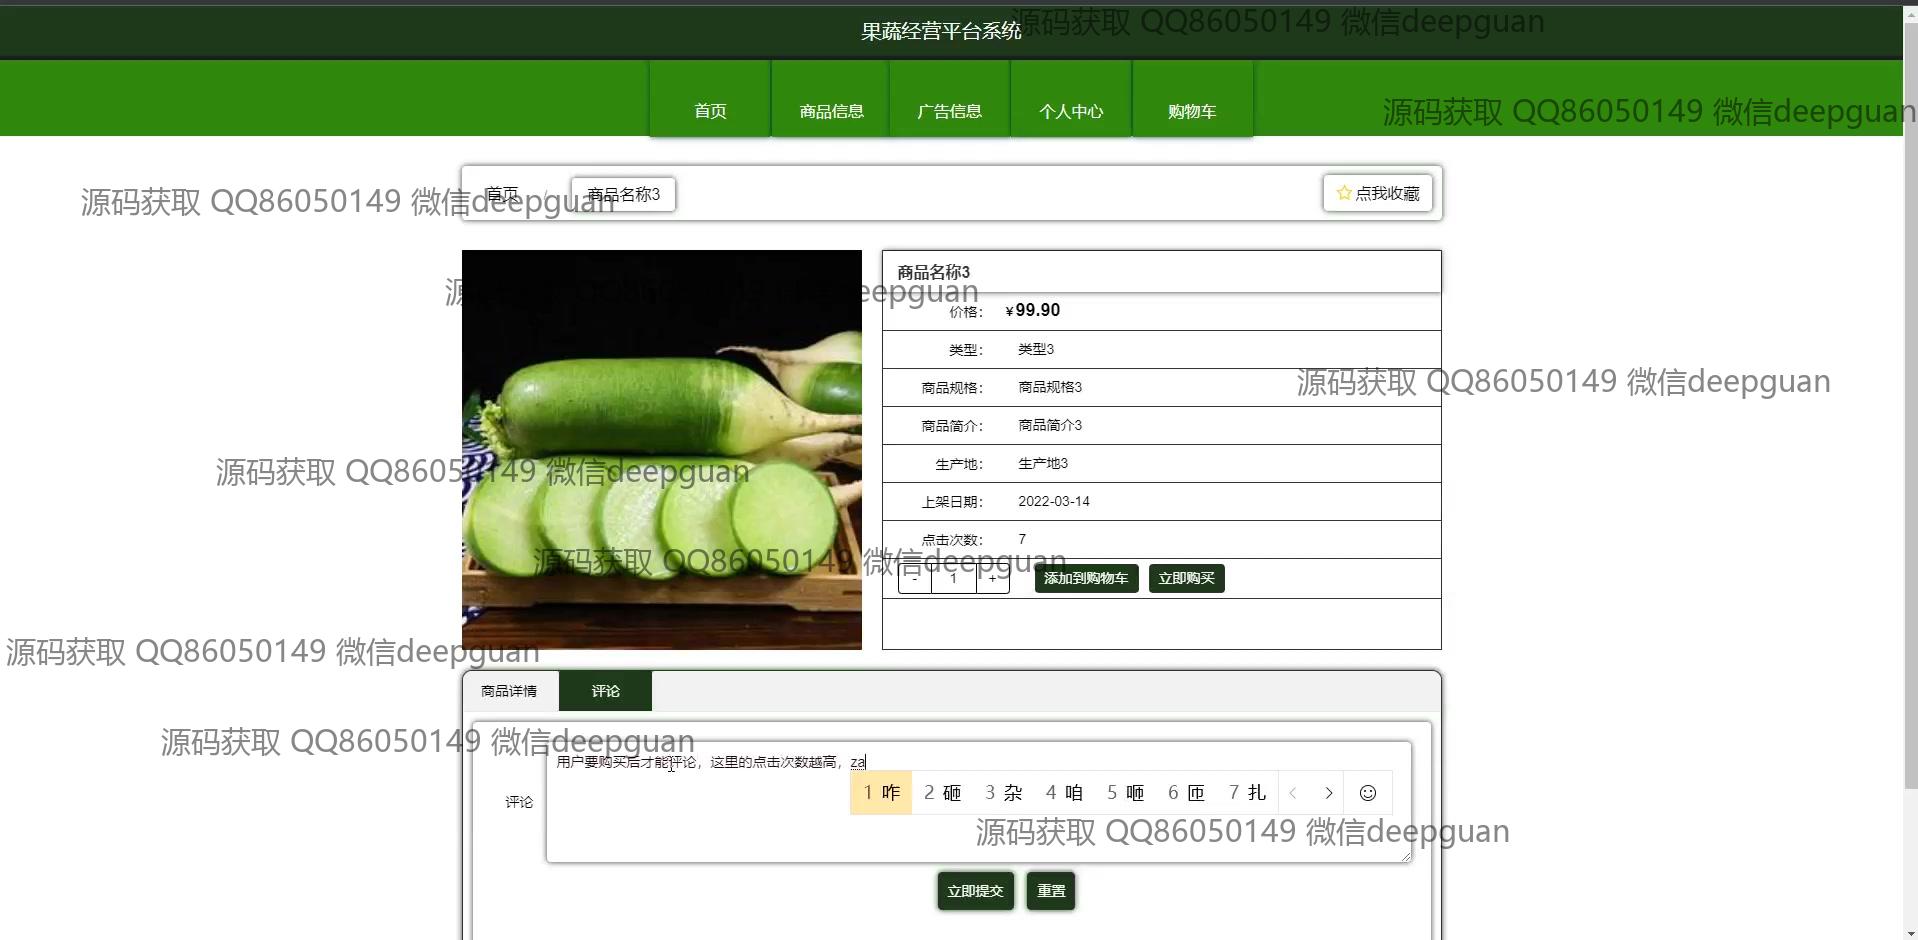 果蔬经营平台系统
源码获取 QQ86050149 微信deepguan
首页 商品信息 广告信息 个人中心 购物车
源码获取 QQ86050149 微信deepguan
首页 / 商品名称3
点我收藏
源码获取 QQ86050149 微信deepguan
商品名称3
源码获取 QQ86050149 微信deepguan
价格： ¥99.90
类型： 类型3
商品规格： 商品规格3
源码获取 QQ86050149 微信deepguan
商品简介： 商品简介3
生产地： 生产地3
源码获取 QQ86050149 微信deepguan
上架日期： 2022-03-14
点击次数： 7
源码获取 QQ86050149 微信deepguan
- 1 + 添加到购物车 立即购买
源码获取 QQ86050149 微信deepguan
商品详情 评论
源码获取 QQ86050149 微信deepguan
评论
用户要购买后才能评论，这里的点击次数越高，za
1 咋 2 砸 3 杂 4 咱 5 咂 6 匝 7 扎
源码获取 QQ86050149 微信deepguan
立即提交 重置